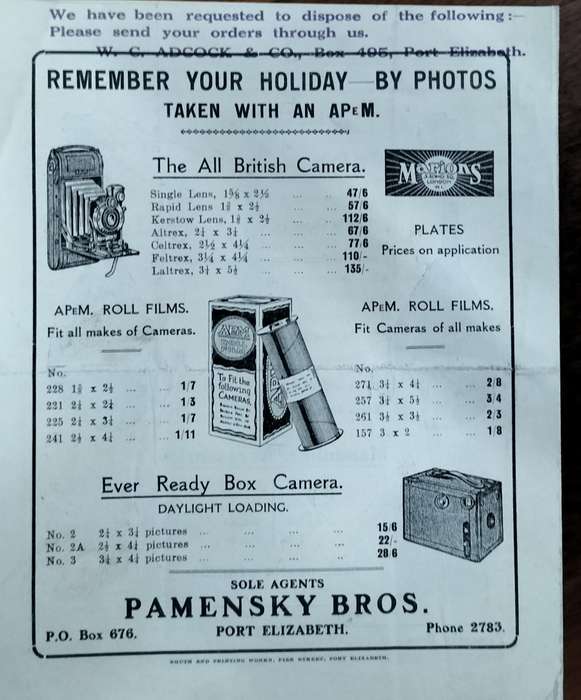 We have been requested to dispose of the following:—
Please send your orders through us.
W. C. ADCOCK & CO., Box 495, Port Elizabeth.
REMEMBER YOUR HOLIDAY BY PHOTOS
TAKEN WITH AN APeM.
The All British Camera.
Single Lens, 1⅝ x 2½ ... ... 47/6
Rapid Lens 1⅝ x 2½ ... ... 57/6
Kerstow Lens, 1⅝ x 2½ ... ... 112/6
Altrex, 2¼ x 3¼ ... ... 67/6
Celtrex, 2½ x 4¼ ... ... 77/6
Feltrex, 3¼ x 4¼ ... ... 110/-
Laltrex, 3¼ x 5½ ... ... 135/-
MARIONS
LONDON
PLATES
Prices on application
APeM. ROLL FILMS.
Fit all makes of Cameras.
No.
228 1⅝ x 2½ ... ... 1/7
221 2¼ x 2¼ ... ... 1 3
225 2¼ x 3¼ ... ... 1/7
241 2½ x 4¼ ... ... 1/11
APEM
To Fit the
following
CAMERAS
APeM. ROLL FILMS.
Fit Cameras of all makes
No.
271 3¼ x 4¼ ... ... 2/8
257 3¼ x 5½ ... ... 3/4
261 3½ x 3½ ... ... 2/3
157 3 x 2 ... ... 1/8
Ever Ready Box Camera.
DAYLIGHT LOADING.
No. 2 2¼ x 3¼ pictures ... ... ... 15/6
No. 2A 2½ x 4¼ pictures ... ... ... 22/-
No. 3 3¼ x 4¼ pictures ... ... ... 28 6
SOLE AGENTS
PAMENSKY BROS.
P.O. Box 676. PORT ELIZABETH. Phone 2783.
PRINTING WORKS, STREET, PORT ELIZABETH.